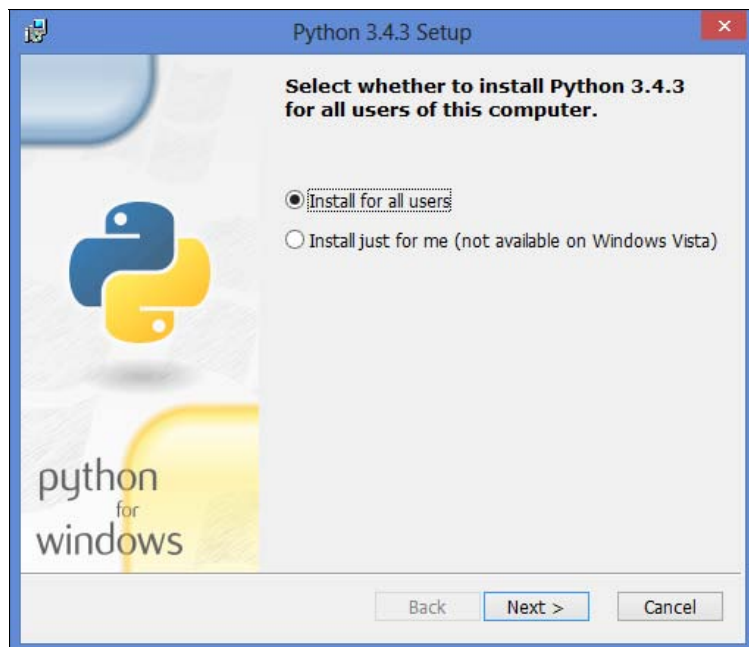 Python 3.4.3 Setup
Select whether to install Python 3.4.3
for all users of this computer.
Install for all users
Install just for me (not available on Windows Vista)
python
for
windows
Back
Next >
Cancel